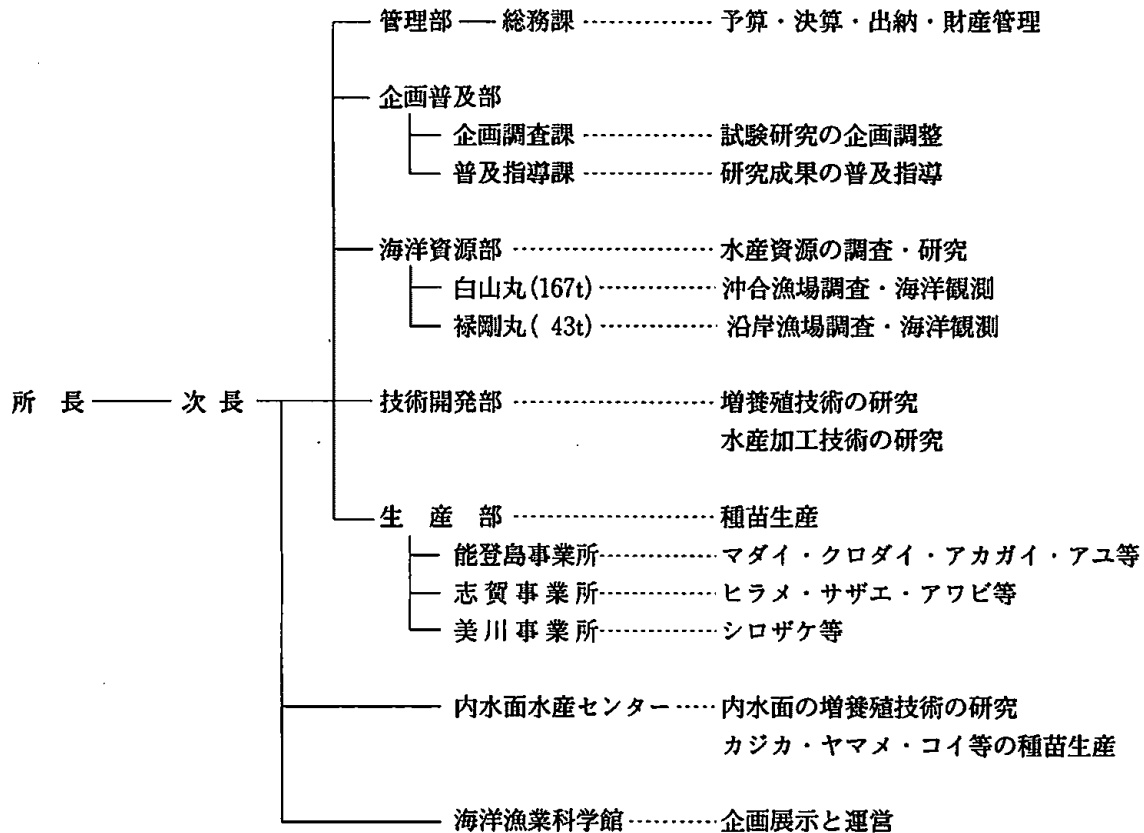 管理部 総務課 ………… 予算・決算・出納・財産管理
企画普及部
企画調査課 ………… 試験研究の企画調整
普及指導課 ………… 研究成果の普及指導
海洋資源部 ………… 水産資源の調査・研究
白山丸(167t) ………… 沖合漁場調査・海洋観測
禄剛丸( 43t) ………… 沿岸漁場調査・海洋観測
所 長 次 長 技術開発部 ………… 増養殖技術の研究
水産加工技術の研究
生 産 部 ………… 種苗生産
能登島事業所 ………… マダイ・クロダイ・アカガイ・アユ等
志賀事業所 ………… ヒラメ・サザエ・アワビ等
美川事業所 ………… シロザケ等
内水面水産センター …… 内水面の増養殖技術の研究
カジカ・ヤマメ・コイ等の種苗生産
海洋漁業科学館 ………… 企画展示と運営